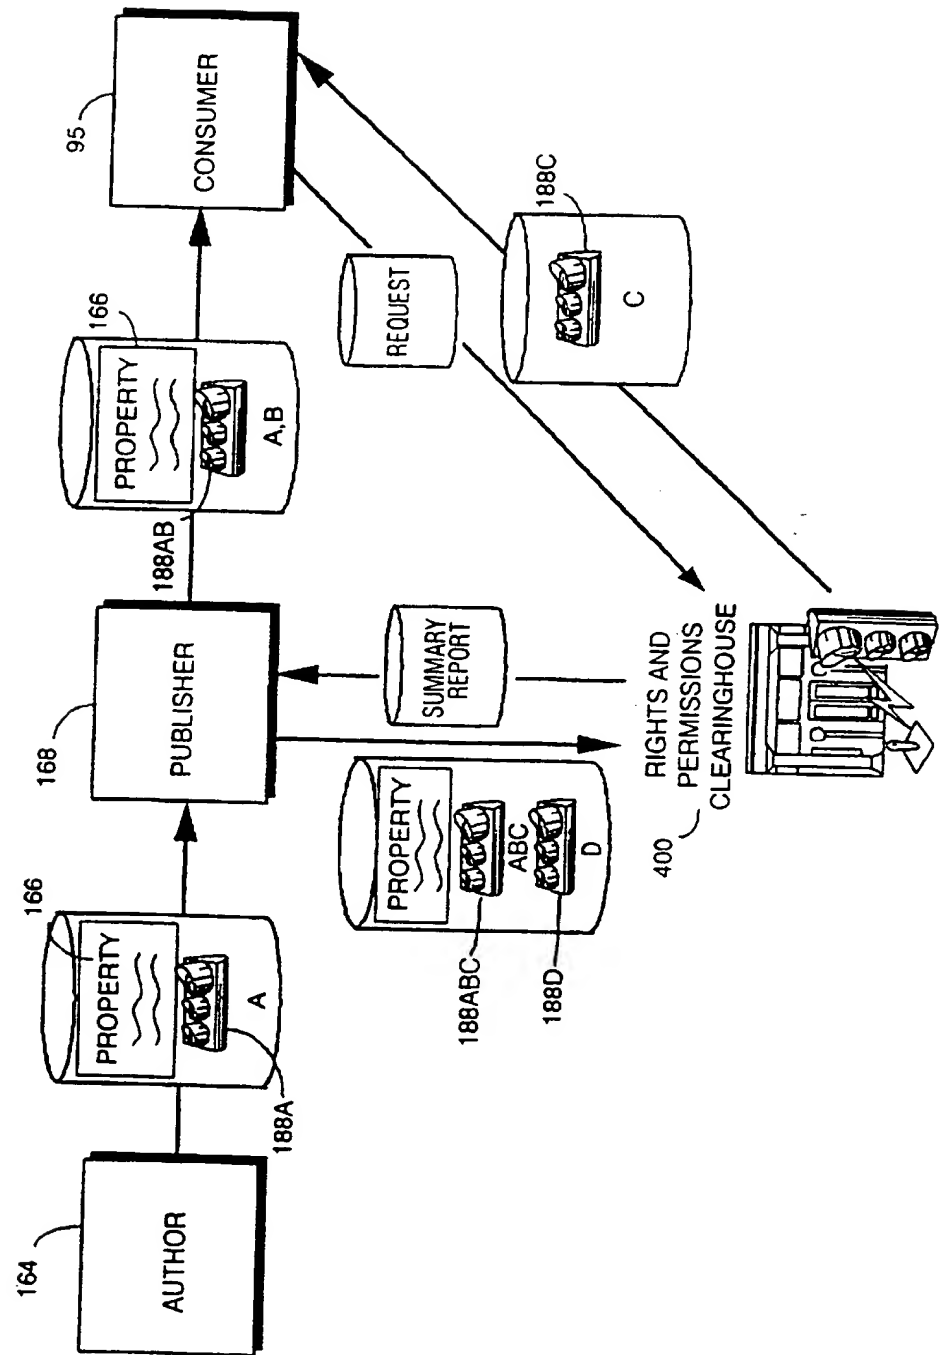 164
AUTHOR
166
PROPERTY
A
188A
168
PUBLISHER
188AB
166
PROPERTY
A,B
95
CONSUMER
REQUEST
188C
C
SUMMARY
REPORT
PROPERTY
188ABC
ABC
188D
D
400
RIGHTS AND
PERMISSIONS
CLEARINGHOUSE